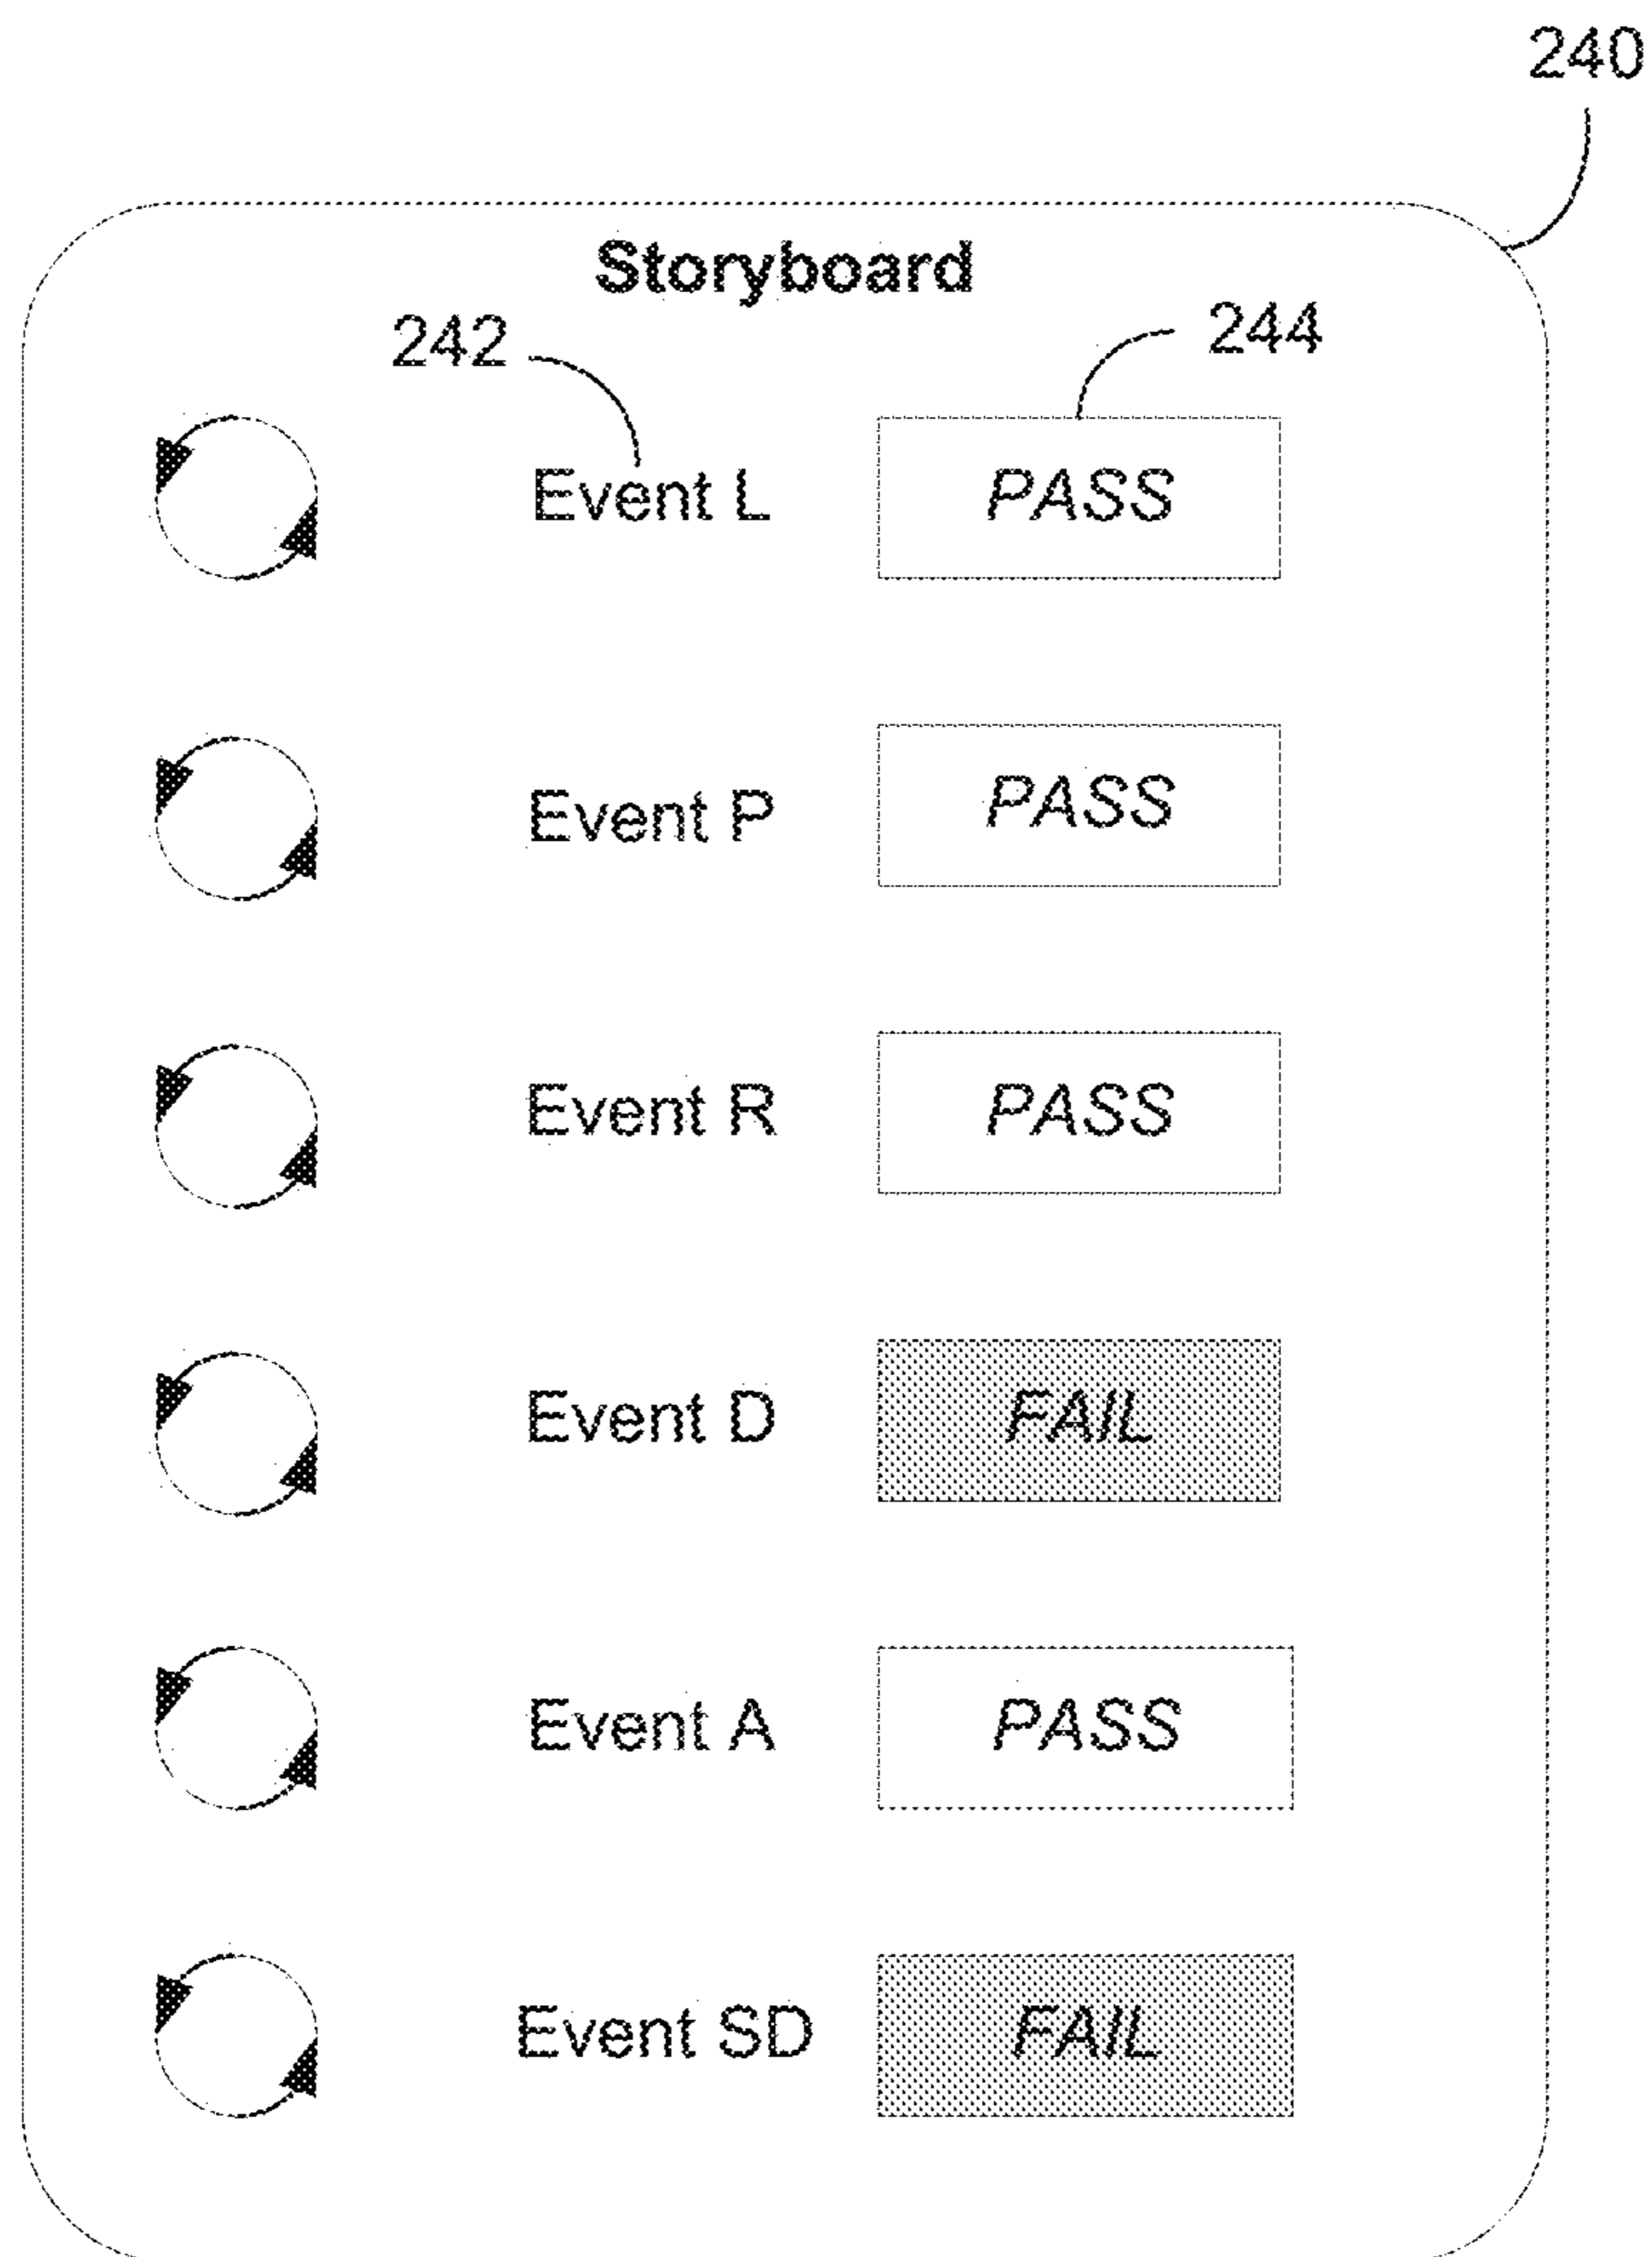 240
Storyboard
242
244
Event L PASS
Event P PASS
Event R PASS
Event D FAIL
Event A PASS
Event SD FAIL